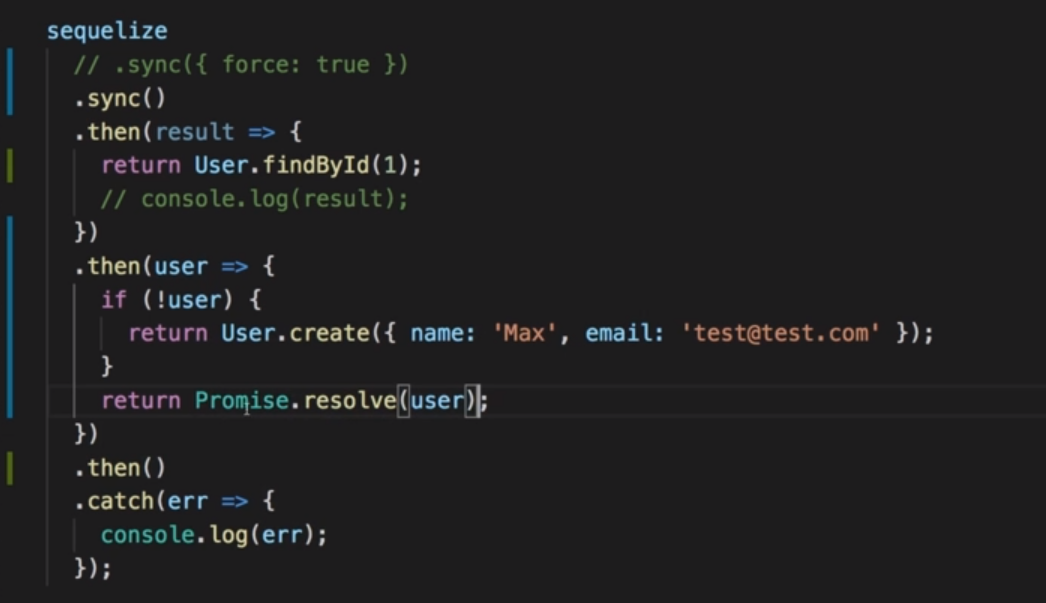 sequelize
// .sync({ force: true })
.sync()
.then(result => {
return User.findById(1);
// console.log(result);
})
.then(user => {
if (!user) {
return User.create({ name: 'Max', email: 'test@test.com' });
}
return Promise.resolve(user);
})
.then()
.catch(err => {
console.log(err);
});